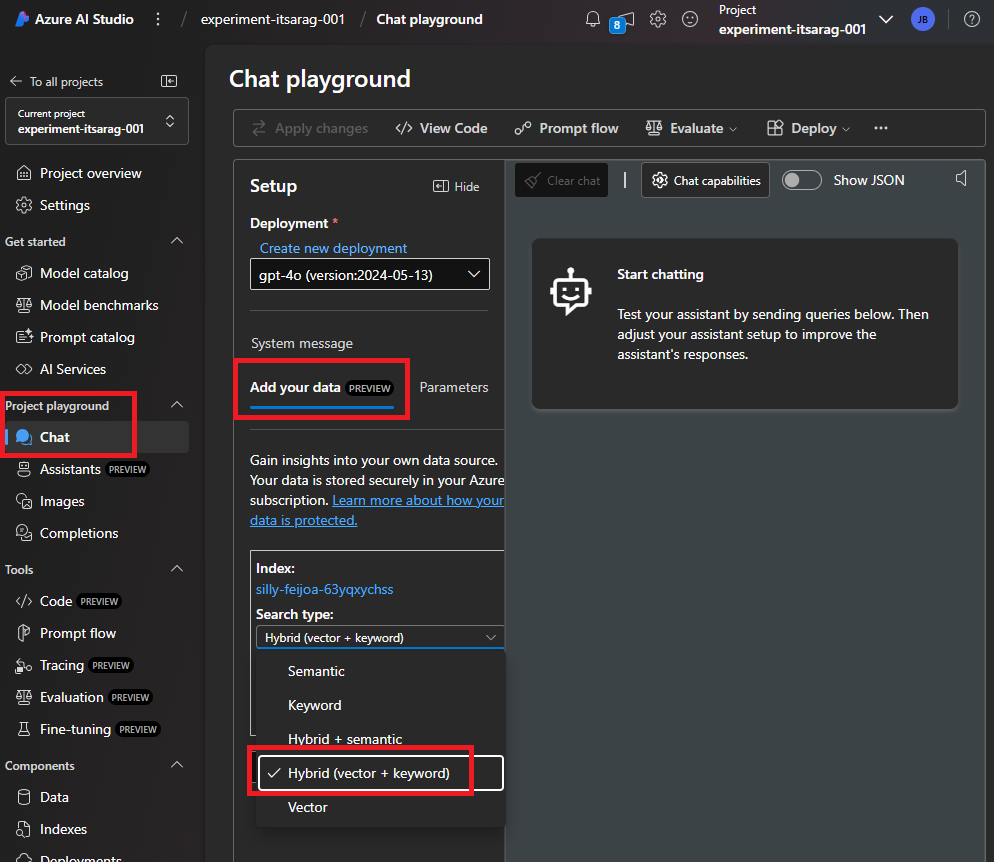 Azure AI Studio / experiment-itsarag-001 / Chat playground
8
Project
experiment-itsarag-001
JB
To all projects
Current project
experiment-itsarag-001
Project overview
Settings
Get started
Model catalog
Model benchmarks
Prompt catalog
AI Services
Project playground
Chat
Assistants PREVIEW
Images
Completions
Tools
Code PREVIEW
Prompt flow
Tracing PREVIEW
Evaluation PREVIEW
Fine-tuning PREVIEW
Components
Data
Indexes
Deployments
Chat playground
Apply changes
View Code
Prompt flow
Evaluate
Deploy
Setup
Hide
Deployment *
Create new deployment
gpt-4o (version:2024-05-13)
System message
Add your data PREVIEW
Parameters
Gain insights into your own data source.
Your data is stored securely in your Azure
subscription. Learn more about how your
data is protected.
Index:
silly-feijoa-63yqxychss
Search type:
Hybrid (vector + keyword)
Semantic
Keyword
Hybrid + semantic
Hybrid (vector + keyword)
Vector
Clear chat
Chat capabilities
Show JSON
Start chatting
Test your assistant by sending queries below. Then
adjust your assistant setup to improve the
assistant's responses.